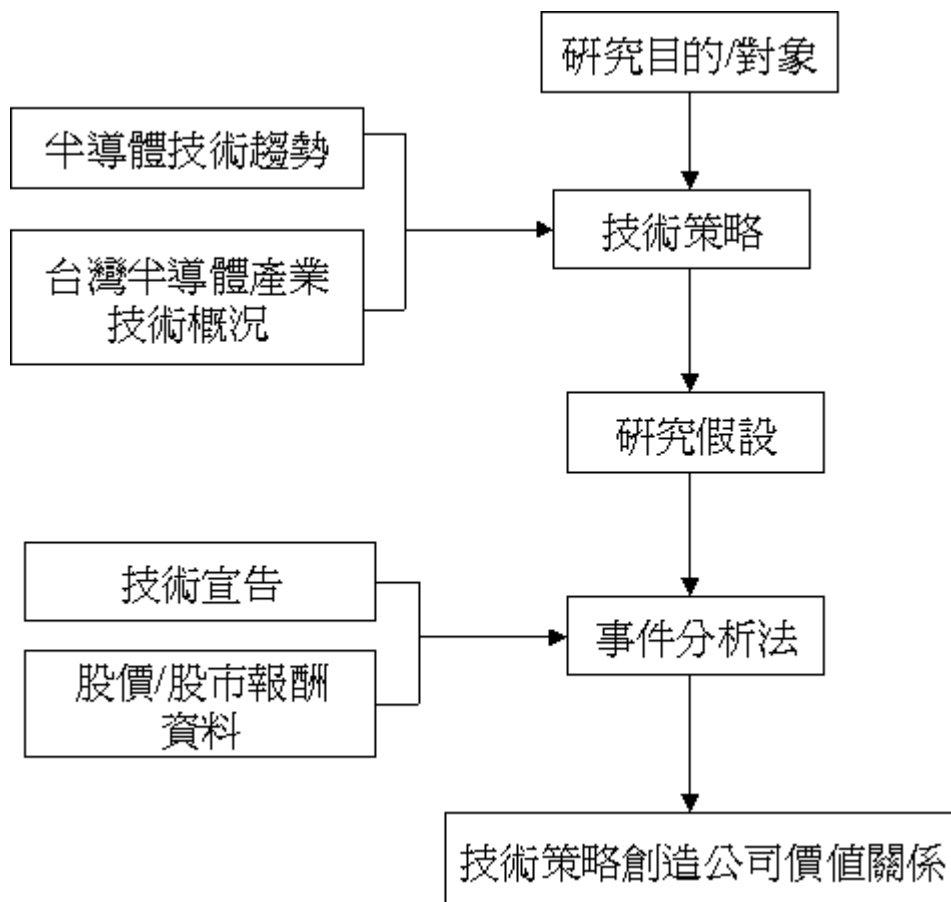 研究目的/對象
半導體技術趨勢
技術策略
台灣半導體產業
技術概況
研究假設
技術宣告
事件分析法
股價/股市報酬
資料
技術策略創造公司價值關係